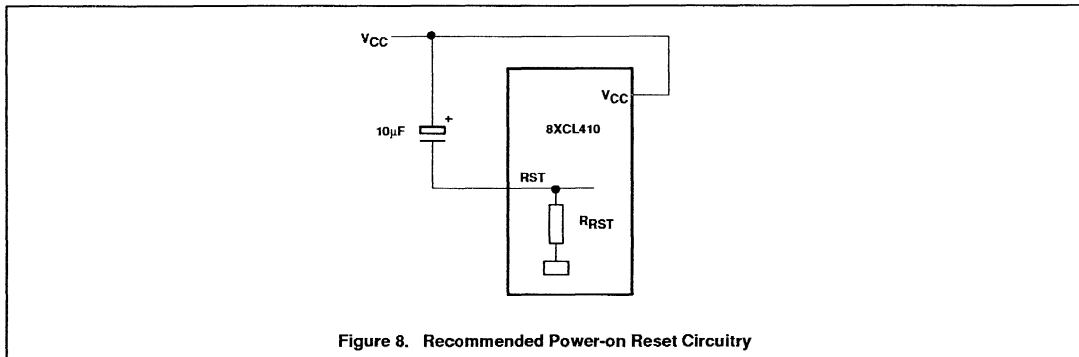 VCC
VCC
10µF
+
8XCL410
RST
RRST
Figure 8. Recommended Power-on Reset Circuitry